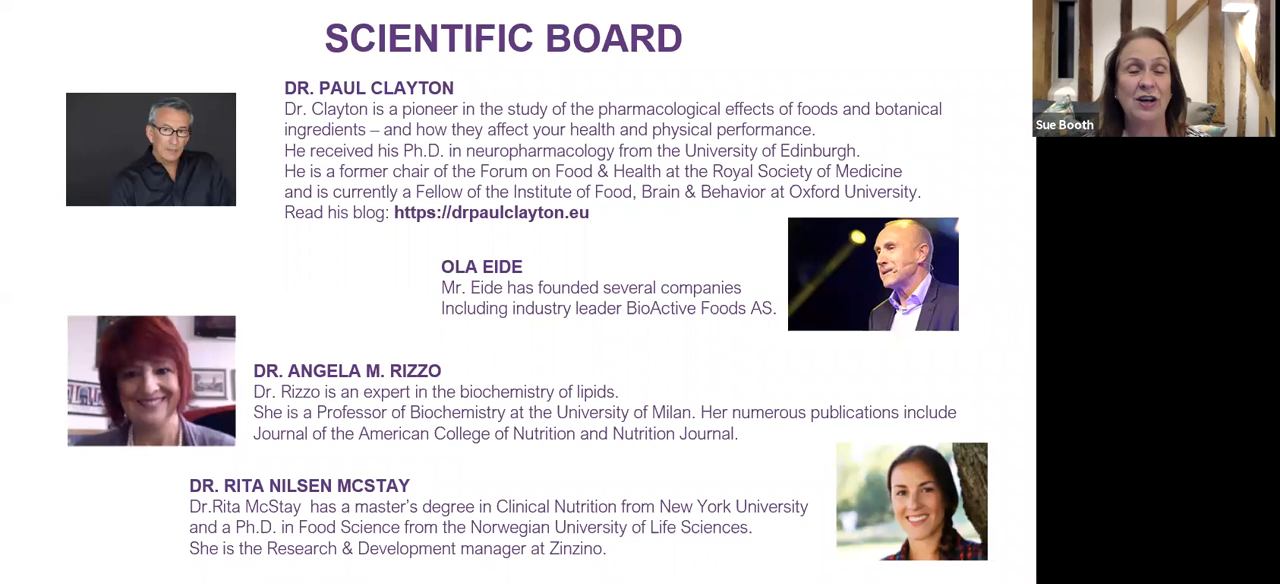 SCIENTIFIC BOARD
DR. PAUL CLAYTON
Dr. Clayton is a pioneer in the study of the pharmacological effects of foods and botanical
ingredients – and how they affect your health and physical performance.
He received his Ph.D. in neuropharmacology from the University of Edinburgh.
He is a former chair of the Forum on Food & Health at the Royal Society of Medicine
and is currently a Fellow of the Institute of Food, Brain & Behavior at Oxford University.
Read his blog: https://drpaulclayton.eu
OLA EIDE
Mr. Eide has founded several companies
Including industry leader BioActive Foods AS.
DR. ANGELA M. RIZZO
Dr. Rizzo is an expert in the biochemistry of lipids.
She is a Professor of Biochemistry at the University of Milan. Her numerous publications include
Journal of the American College of Nutrition and Nutrition Journal.
DR. RITA NILSEN MCSTAY
Dr.Rita McStay has a master's degree in Clinical Nutrition from New York University
and a Ph.D. in Food Science from the Norwegian University of Life Sciences.
She is the Research & Development manager at Zinzino.
Sue Booth